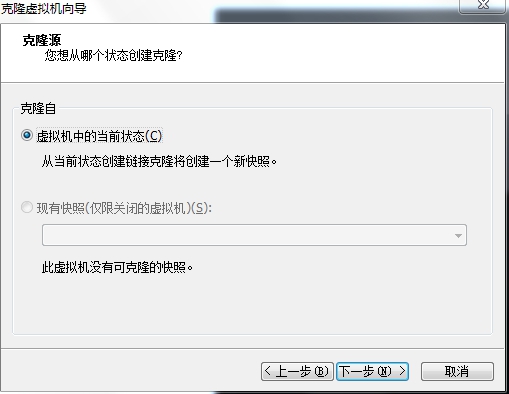 克隆虚拟机向导
克隆源
您想从哪个状态创建克隆?
克隆自
虚拟机中的当前状态(C)
从当前状态创建链接克隆将创建一个新快照。
现有快照(仅限关闭的虚拟机)(S):
此虚拟机没有可克隆的快照。
< 上一步(B) 下一步(N) > 取消